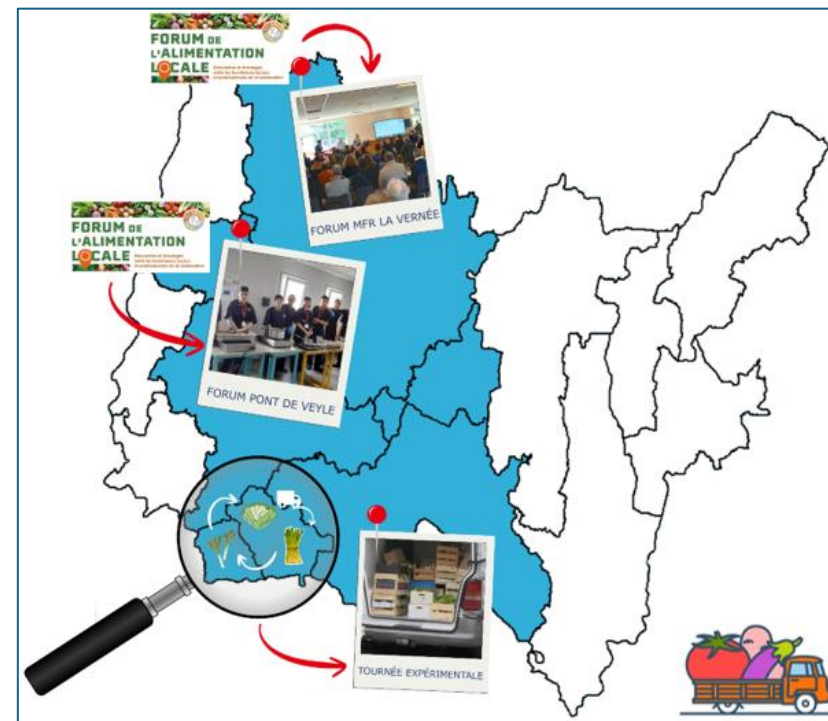 FORUM DE
L'ALIMENTATION
LOCALE
FORUM MFR LA VERNÉE
FORUM DE
L'ALIMENTATION
LOCALE
FORUM PONT DE VEYLE
TOURNÉE EXPÉRIMENTALE